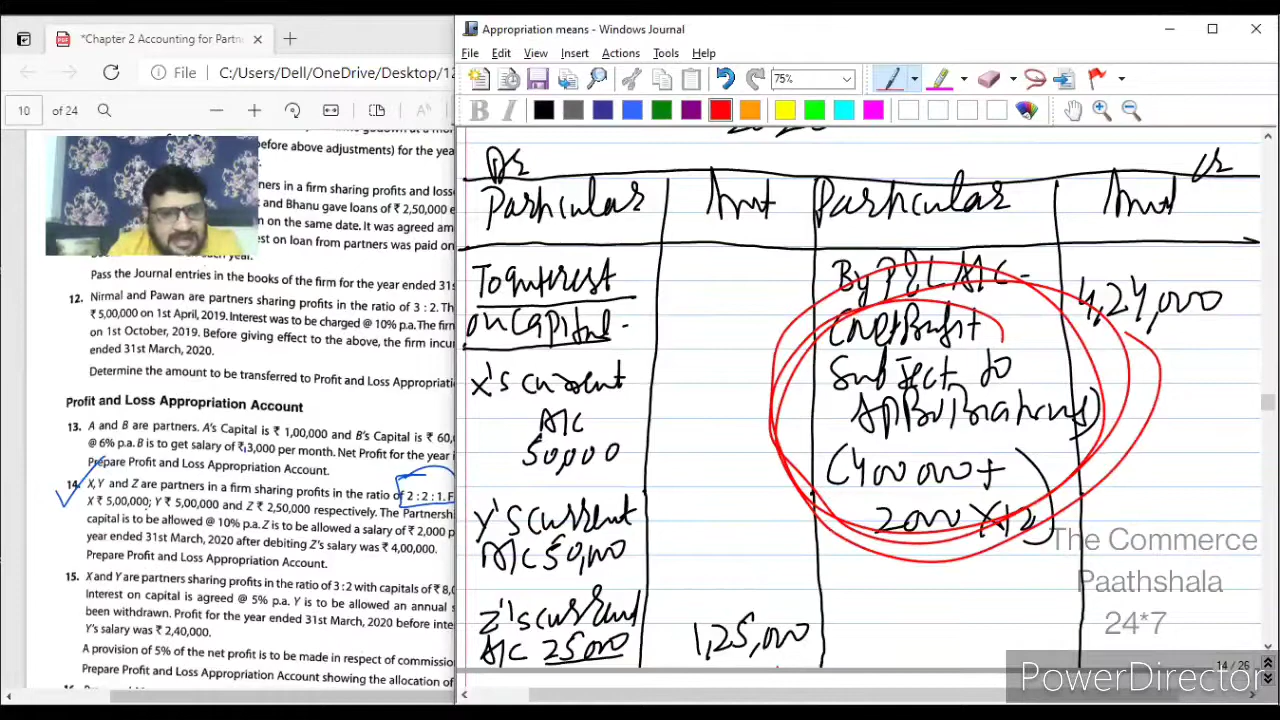 *Chapter 2 Accounting for Partn
File
C:/Users/Dell/OneDrive/Desktop/12
10 of 24
Appropriation means - Windows Journal
File Edit View Insert Actions Tools Help
75%
before above adjustments) for the yea
ners in a firm sharing profits and losse
and Bhanu gave loans of ₹ 2,50,000
on on the same date. It was agreed am
est on loan from partners was paid on
Pass the Journal entries in the books of the firm for the year ended 31s
12. Nirmal and Pawan are partners sharing profits in the ratio of 3 : 2. Th
₹ 5,00,000 on 1st April, 2019. Interest was to be charged @ 10% p.a. The firm
on 1st October, 2019. Before giving effect to the above, the firm incu
ended 31st March, 2020.
Determine the amount to be transferred to Profit and Loss Appropriati
Profit and Loss Appropriation Account
13. A and B are partners. A's Capital is ₹ 1,00,000 and B's Capital is ₹ 60,
@ 6% p.a. B is to get salary of ₹ 3,000 per month. Net Profit for the year i
Prepare Profit and Loss Appropriation Account.
14. X, Y and Z are partners in a firm sharing profits in the ratio of 2 : 2 : 1. F
X ₹ 5,00,000; Y ₹ 5,00,000 and Z ₹ 2,50,000 respectively. The Partnersh
capital is to be allowed @ 10% p.a. Z is to be allowed a salary of ₹ 2,000 p
year ended 31st March, 2020 after debiting Z's salary was ₹ 4,00,000.
Prepare Profit and Loss Appropriation Account.
15. X and Y are partners sharing profits in the ratio of 3 : 2 with capitals of ₹ 8,0
Interest on capital is agreed @ 5% p.a. Y is to be allowed an annual s
been withdrawn. Profit for the year ended 31st March, 2020 before inte
Y's salary was ₹ 2,40,000.
A provision of 5% of the net profit is to be made in respect of commissio
Prepare Profit and Loss Appropriation Account showing the allocation of
Dr Cr
Particular Amt Particular Amt
To Interest
on Capital -
X's Current
A/C
50,000
Y's Current
A/C 50,000
Z's Current
A/C 25000 1,25,000
By P&L A/C - 4,24,000
(Net Profit
Subject to
Appropriations)
(400000+
2000X12)
The Commerce
Paathshala
24*7
14 / 26
PowerDirector